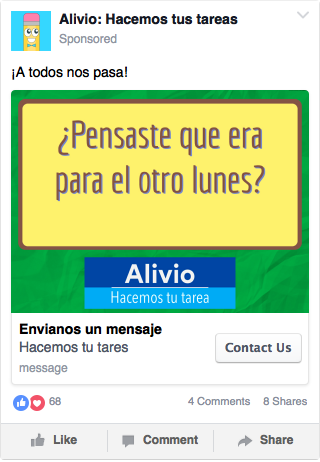 Alivio: Hacemos tus tareas
Sponsored
¡A todos nos pasa!
¿Pensaste que era
para el otro lunes?
Alivio
Hacemos tu tarea
Envianos un mensaje
Hacemos tu tares
message
Contact Us
68
4 Comments
8 Shares
Like
Comment
Share